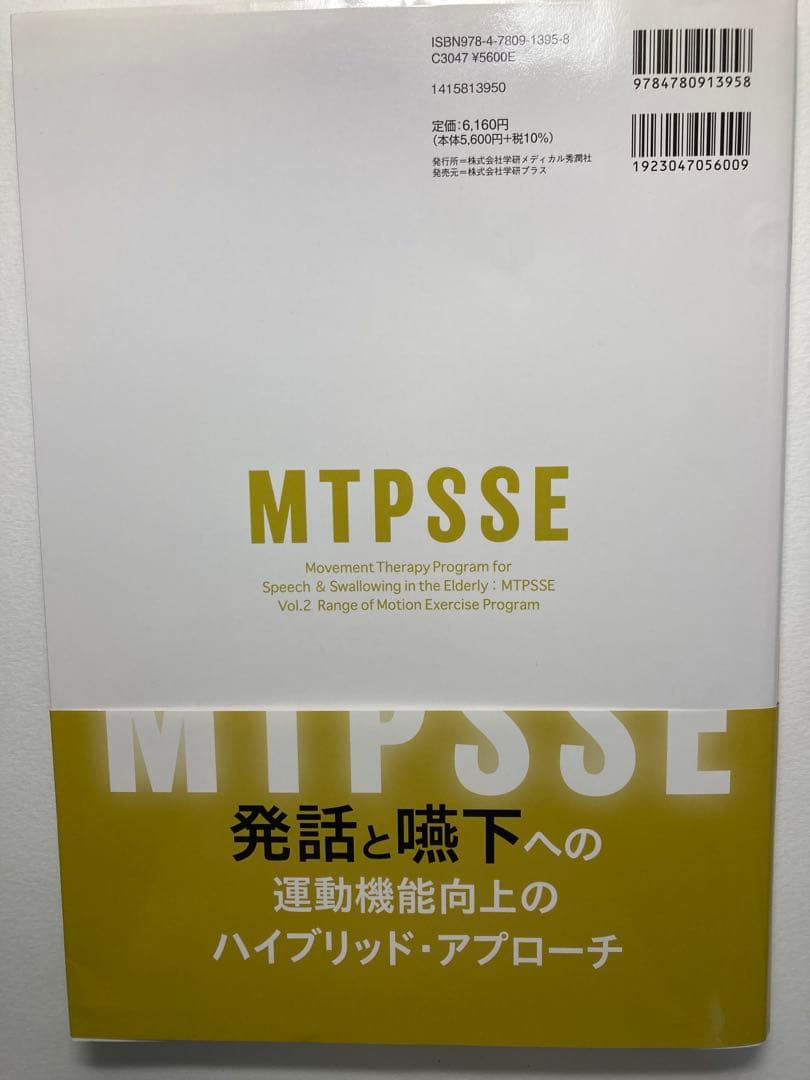 ISBN978-4-7809-1395-8
C3047 ¥5600E
1415813950
定価：6,160円
（本体5,600円+税10%）
発行所＝株式会社学研メディカル秀潤社
発売元＝株式会社学研プラス
9784780913958
1923047056009
MTPSSE
Movement Therapy Program for
Speech & Swallowing in the Elderly：MTPSSE
Vol.2 Range of Motion Exercise Program
MTPSSE
発話と嚥下への
運動機能向上の
ハイブリッド・アプローチ